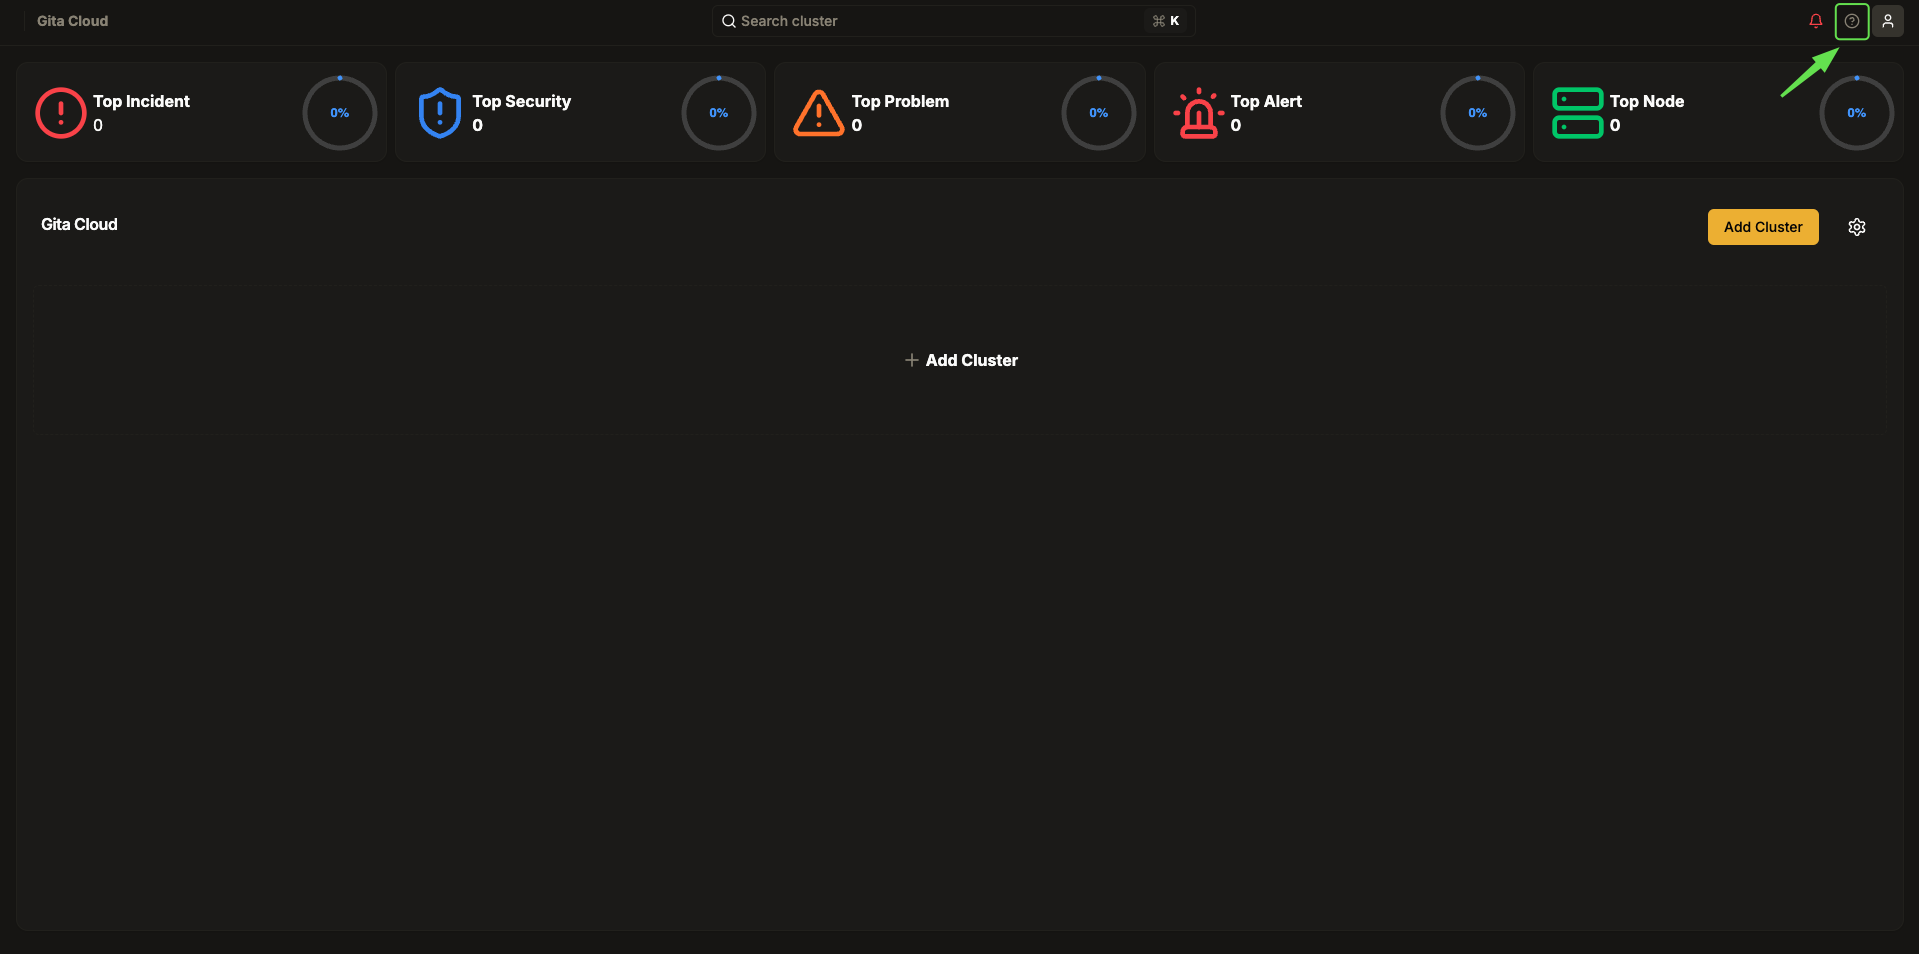 Gita Cloud
Search cluster
⌘ K
Top Incident
0
0%
Top Security
0
0%
Top Problem
0
0%
Top Alert
0
0%
Top Node
0
0%
Gita Cloud
Add Cluster
Add Cluster